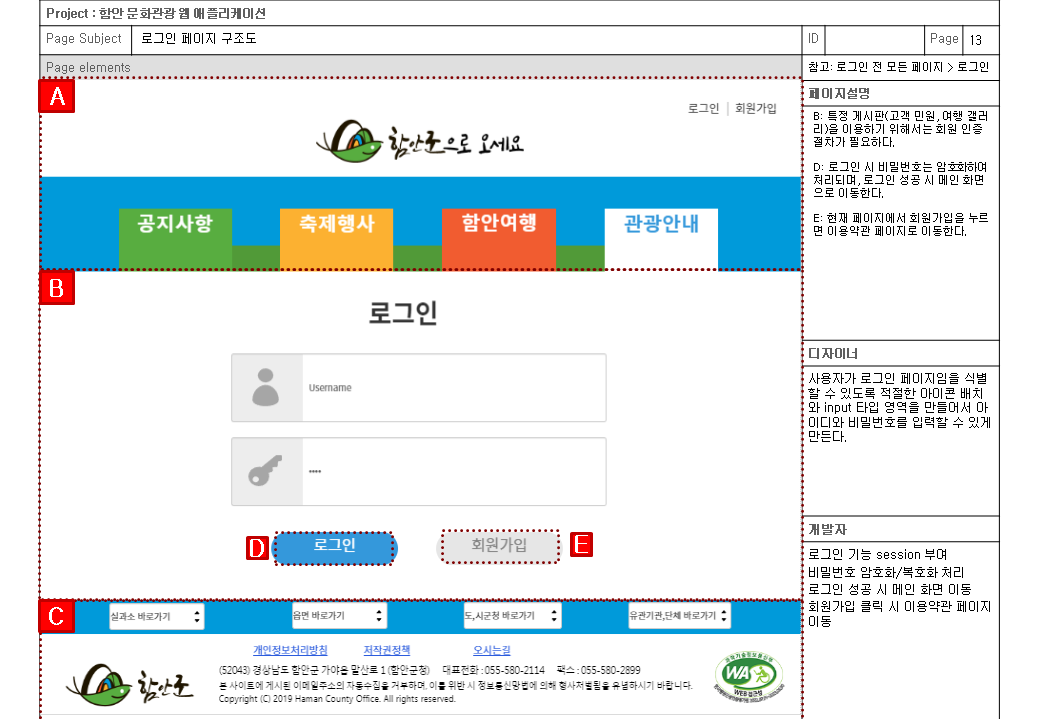 Project : 함안 문화관광 웹 애플리케이션
Page Subject 로그인 페이지 구조도 ID Page 13
Page elements 참고: 로그인 전 모든 페이지 > 로그인
A
로그인 | 회원가입
함안군으로 오세요
공지사항 축제행사 함안여행 관광안내
B
로그인
Username
****
D 로그인 회원가입 E
C
실과소 바로가기 읍면 바로가기 도,시군청 바로가기 유관기관,단체 바로가기
개인정보처리방침 저작권정책 오시는길
함안군
(52043) 경상남도 함안군 가야읍 말산로 1(함안군청) 대표전화 : 055-580-2114 팩스 : 055-580-2899
본 사이트에 게시된 이메일주소의 자동수집을 거부하며, 이를 위반 시 정보통신망법에 의해 형사처벌됨을 유념하시기 바랍니다.
Copyright (C) 2019 Haman County Office. All rights reserved.
WA
WEB 접근성
페이지설명
B: 특정 게시판(고객 민원, 여행 갤러
리)을 이용하기 위해서는 회원 인증
절차가 필요하다.
D: 로그인 시 비밀번호는 암호화하여
처리되며, 로그인 성공 시 메인 화면
으로 이동한다.
E: 현재 페이지에서 회원가입을 누르
면 이용약관 페이지로 이동한다.
디자이너
사용자가 로그인 페이지임을 식별
할 수 있도록 적절한 아이콘 배치
와 input 타입 영역을 만들어서 아
이디와 비밀번호를 입력할 수 있게
만든다.
개발자
로그인 기능 session 부여
비밀번호 암호화/복호화 처리
로그인 성공 시 메인 화면 이동
회원가입 클릭 시 이용약관 페이지
이동